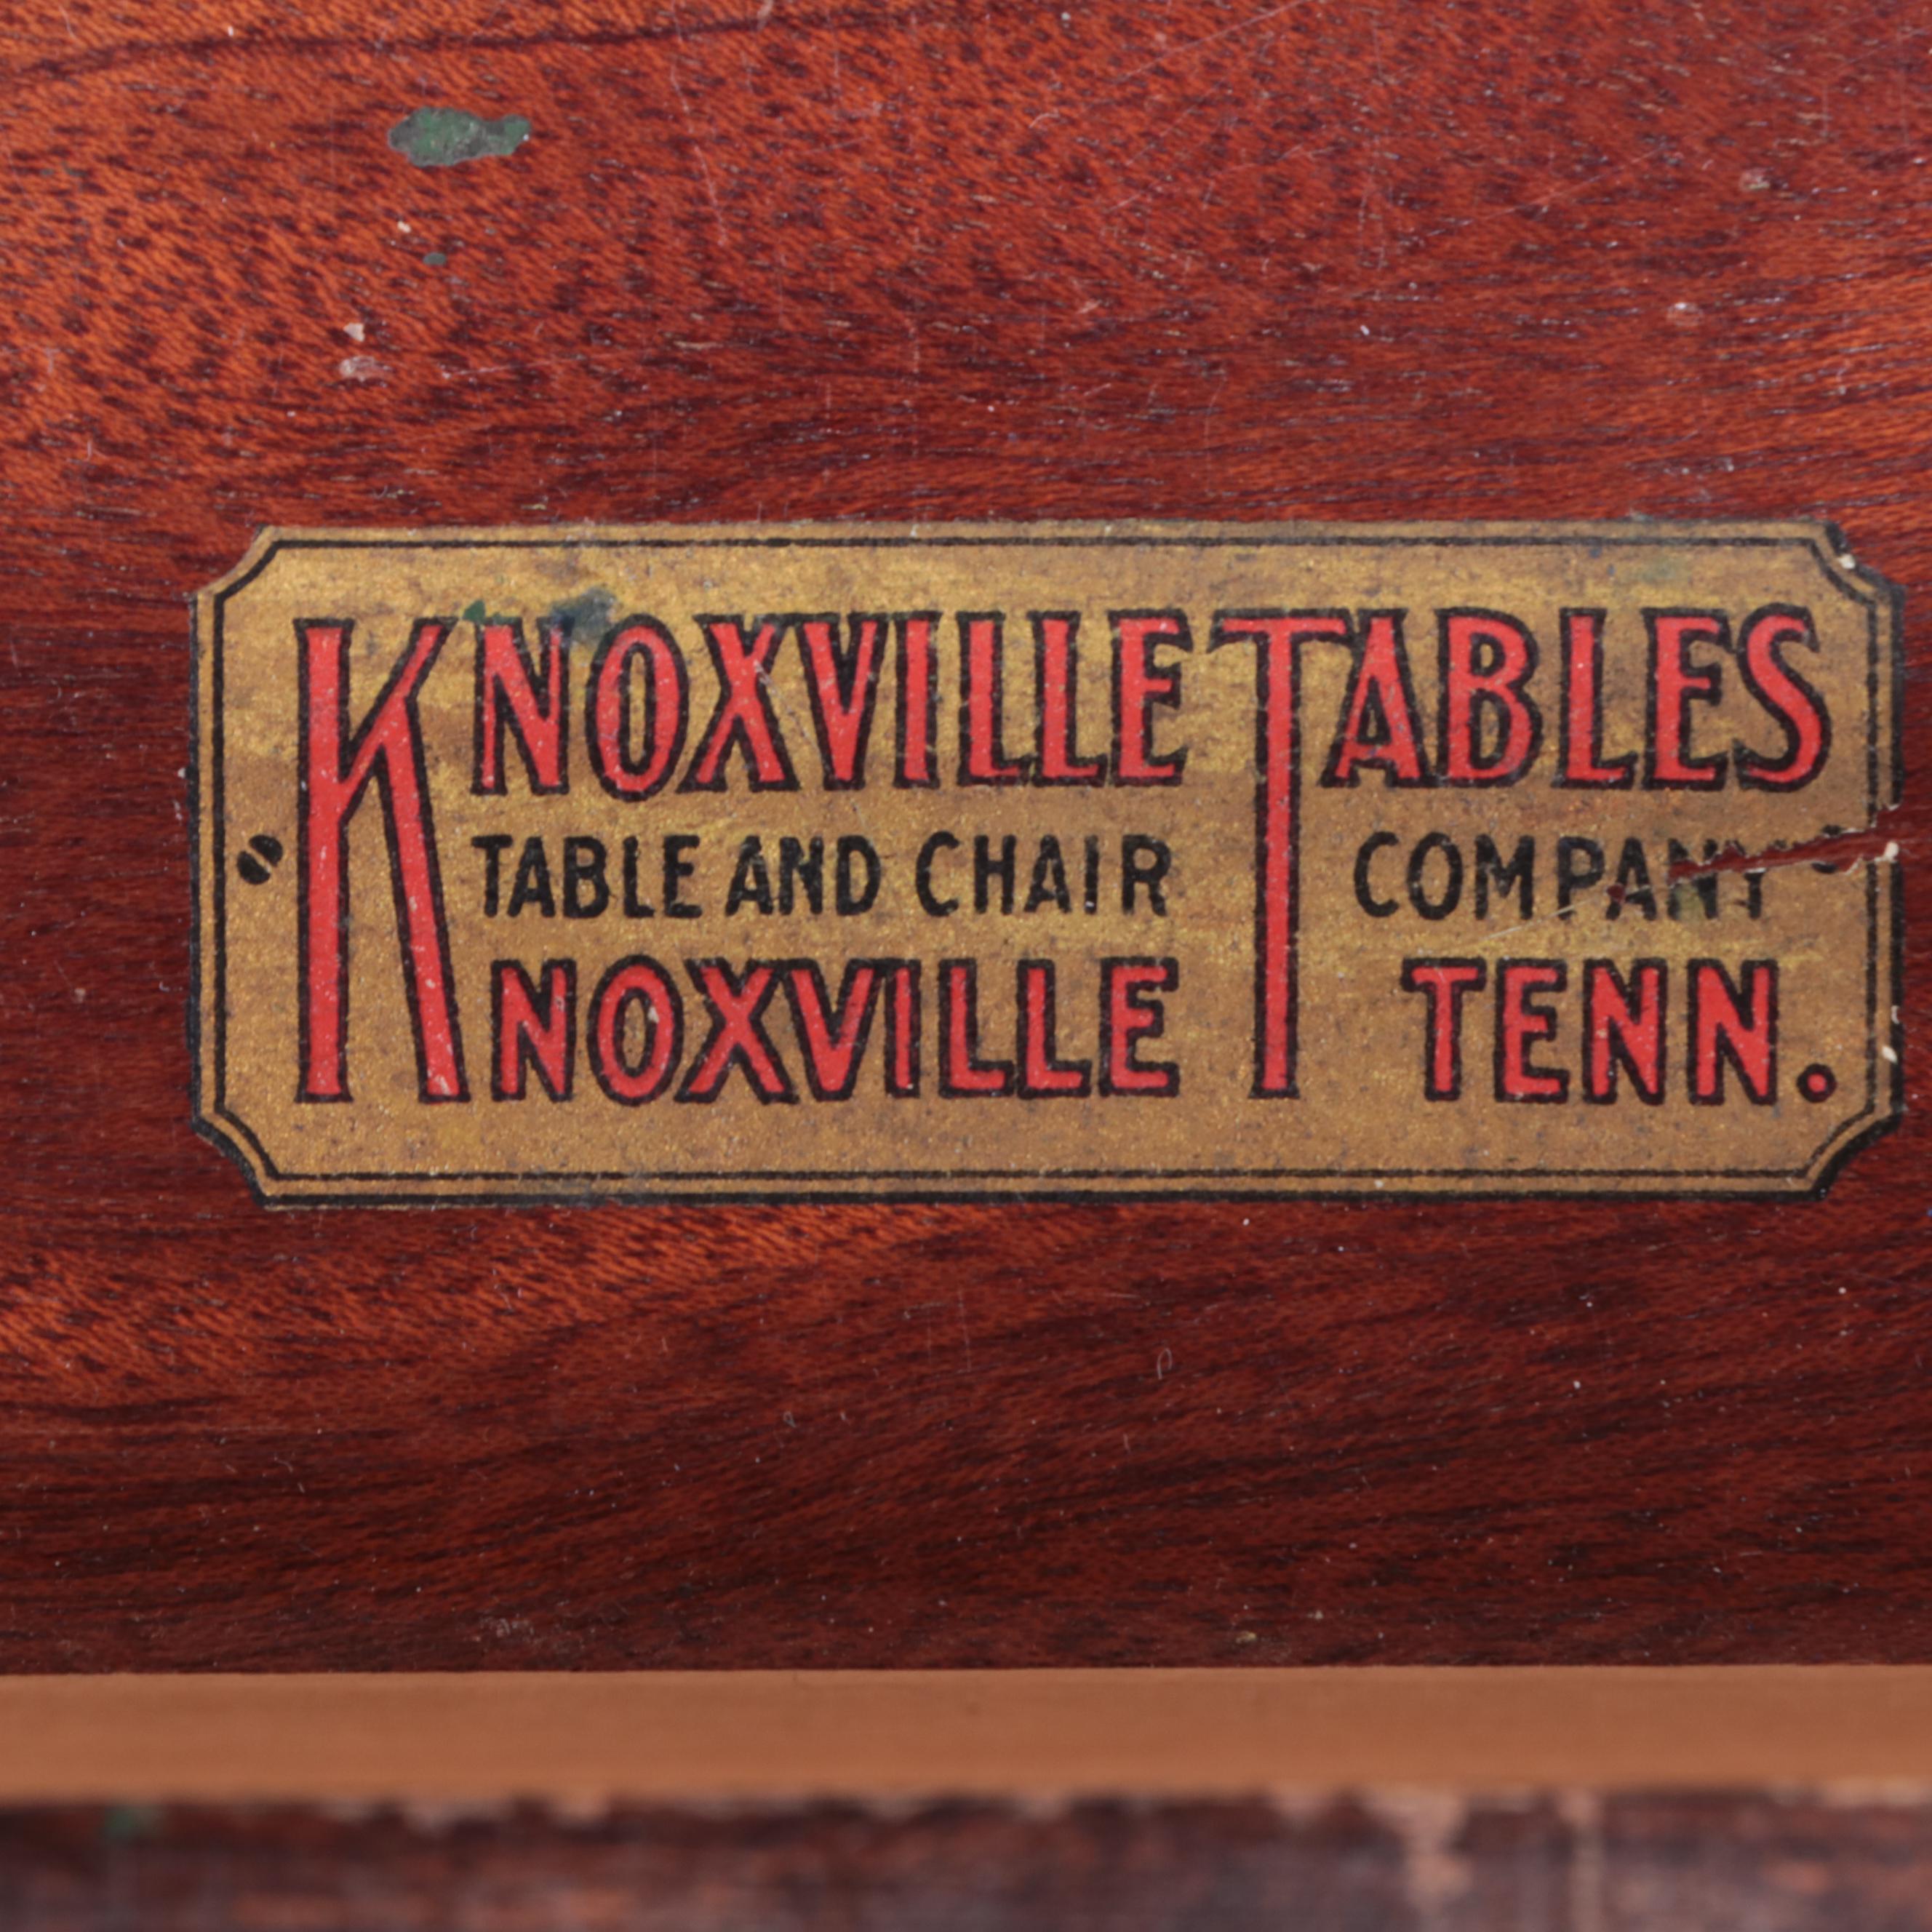 KNOXVILLE TABLES
TABLE AND CHAIR COMPANY
KNOXVILLE TENN.